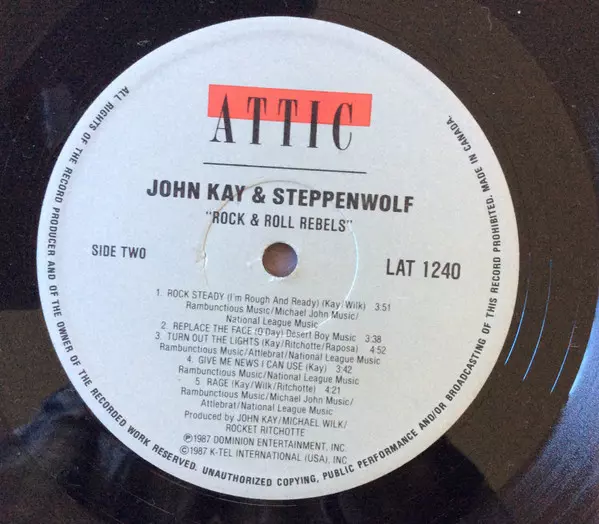 ATTIC
JOHN KAY & STEPPENWOLF
"ROCK & ROLL REBELS"
SIDE TWO
LAT 1240
1. ROCK STEADY (I'm Rough And Ready) (Kay/Wilk) 3:51
Rambunctious Music/Michael John Music/
National League Music
2. REPLACE THE FACE (O'Day) Desert Boy Music 3:38
3. TURN OUT THE LIGHTS (Kay/Ritchotte/Raposa) 4:52
Rambunctious Music/Attlebrat/National League Music
4. GIVE ME NEWS I CAN USE (Kay) 3:42
Rambunctious Music/National League Music
5. RAGE (Kay/Wilk/Ritchotte) 4:21
Rambunctious Music/Michael John Music/
Attlebrat/National League Music
Produced by JOHN KAY/MICHAEL WILK/
ROCKET RITCHOTTE
℗1987 DOMINION ENTERTAINMENT, INC.
©1987 K-TEL INTERNATIONAL (USA), INC.
ALL RIGHTS OF THE RECORD PRODUCER AND OF THE OWNER OF THE RECORDED WORK RESERVED. UNAUTHORIZED COPYING, PUBLIC PERFORMANCE AND/OR BROADCASTING OF THIS RECORD PROHIBITED. MADE IN CANADA.